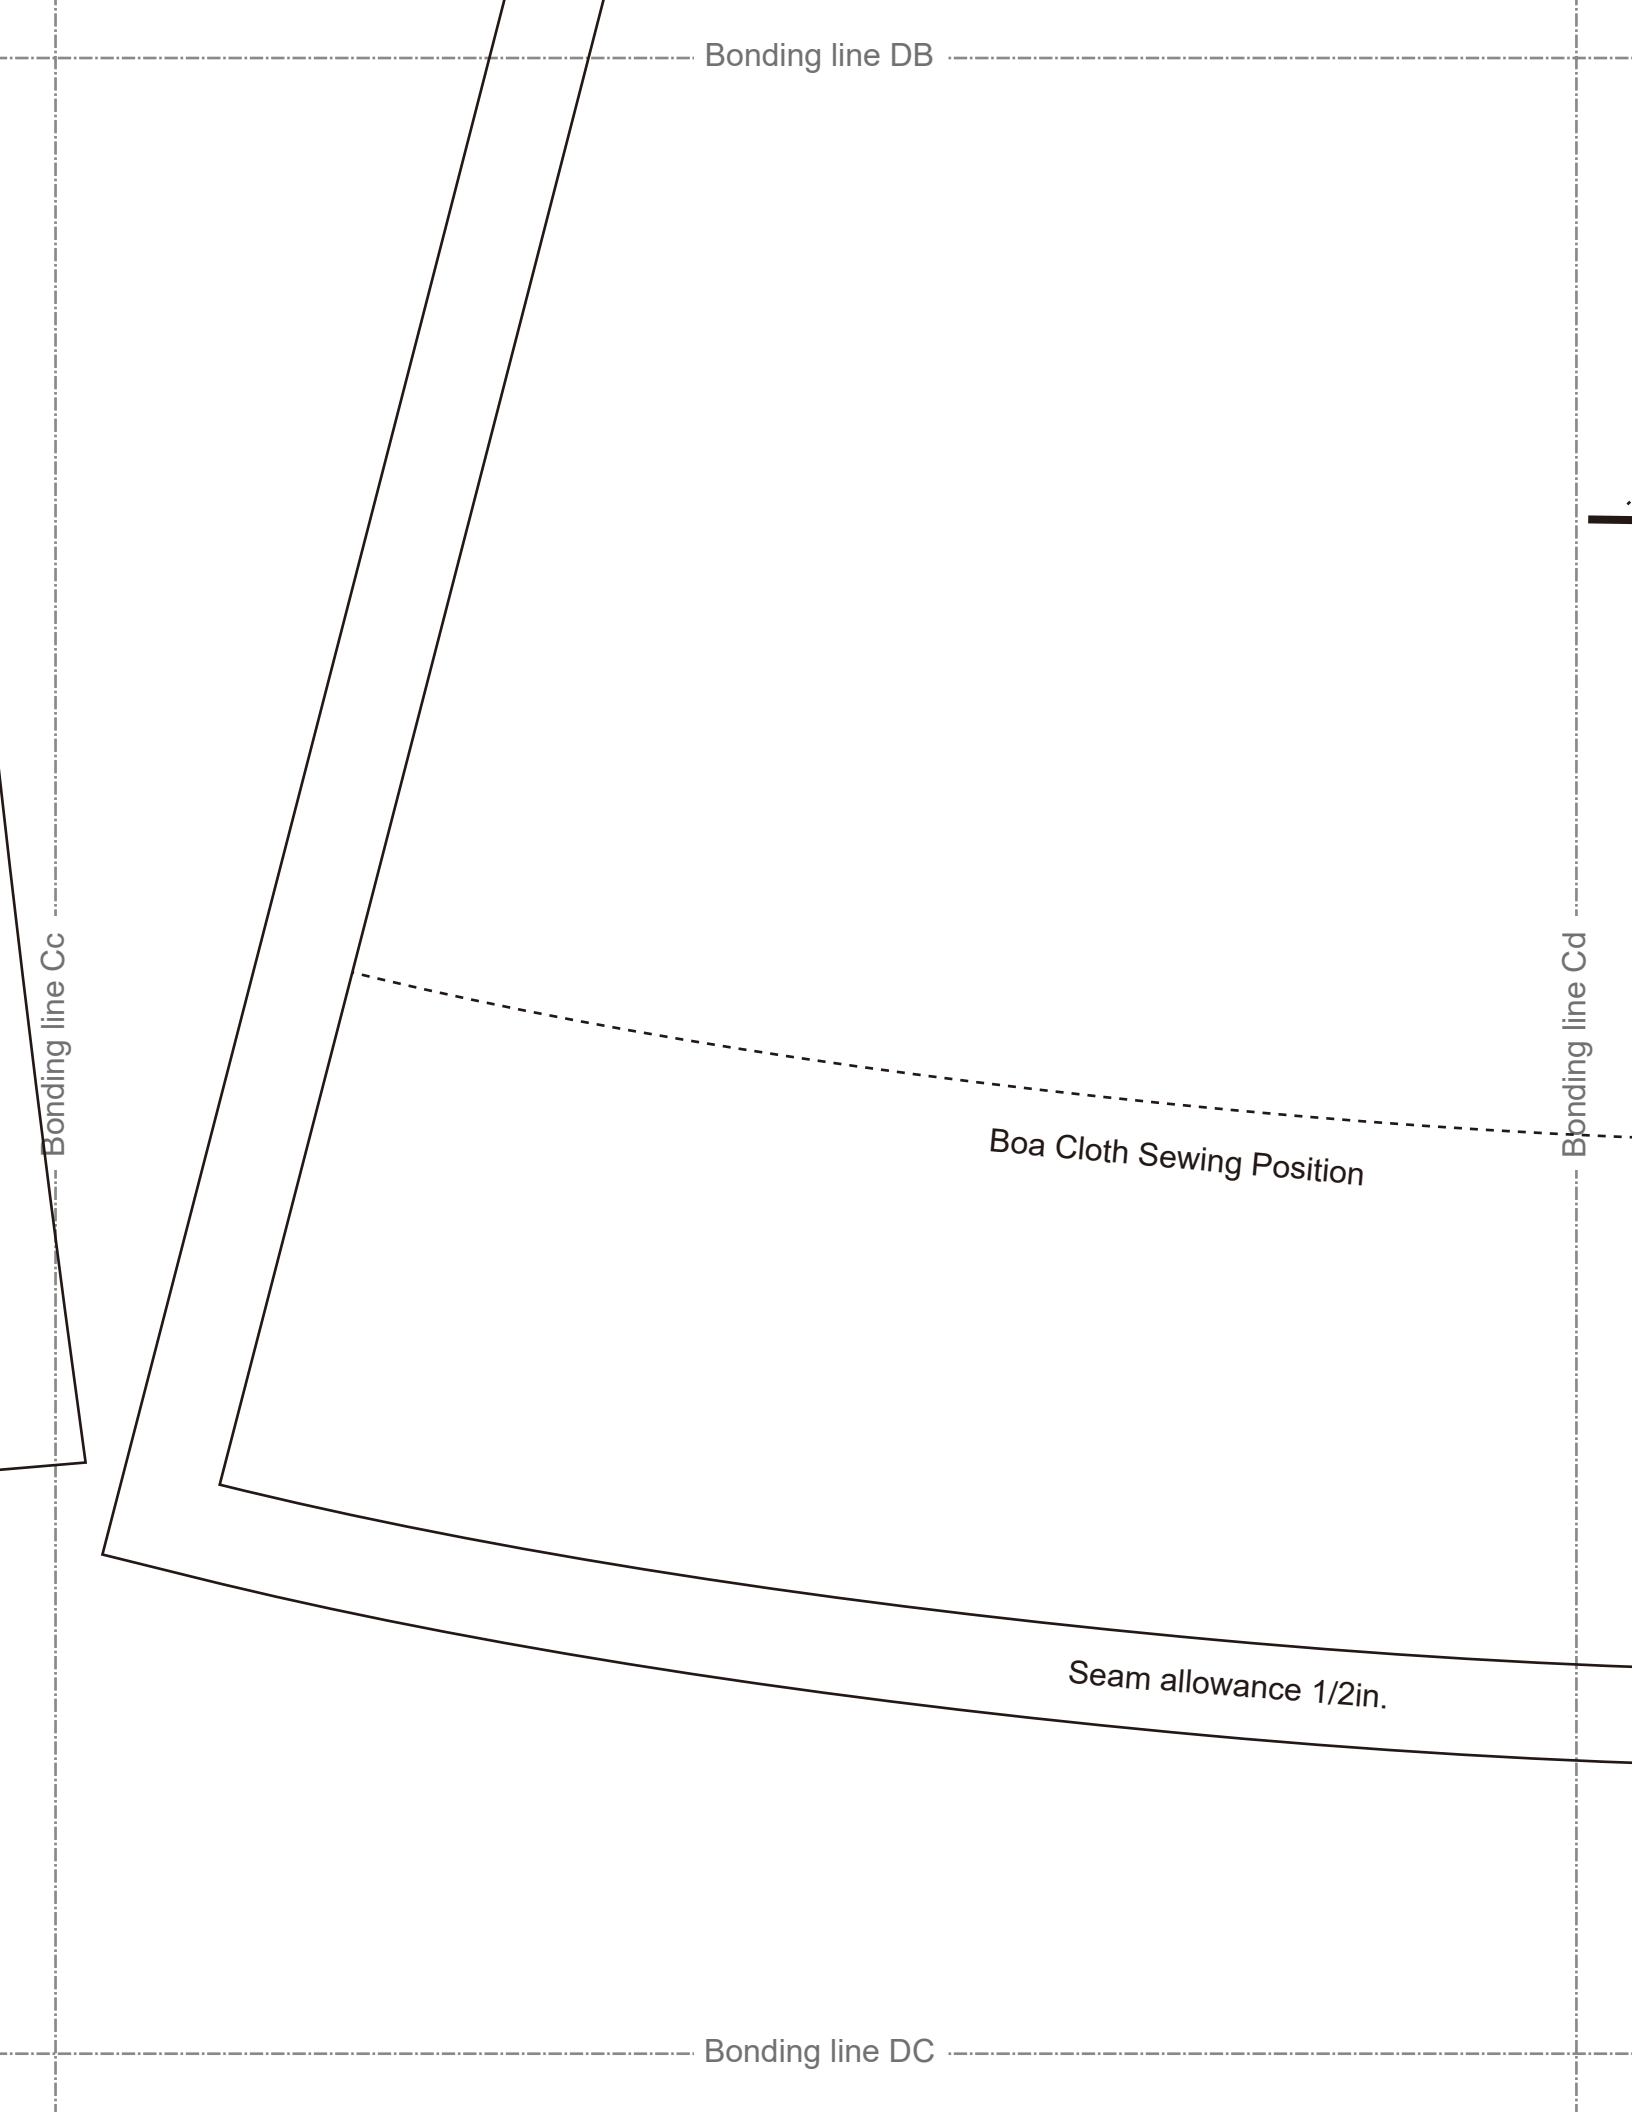 Bonding line DB
Bonding line Cc
Bonding line Cd
Boa Cloth Sewing Position
Seam allowance 1/2in.
Bonding line DC